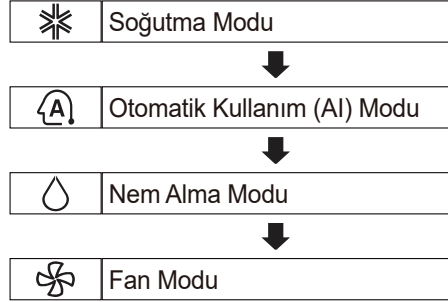 Soğutma Modu
A
Otomatik Kullanım (AI) Modu
Nem Alma Modu
Fan Modu